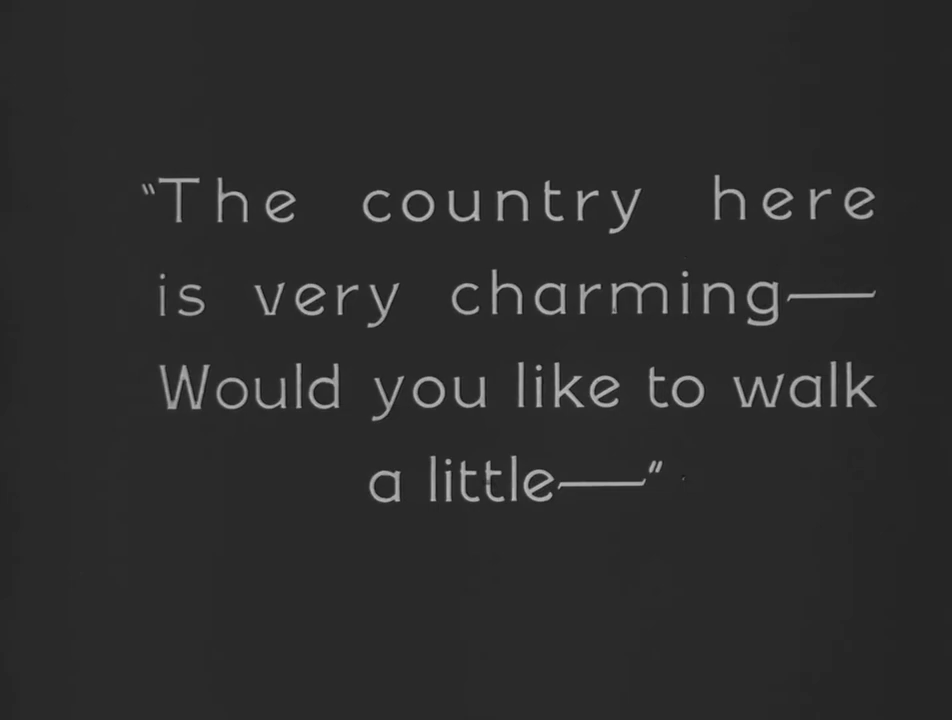 "The country here
is very charming—
Would you like to walk
a little—"